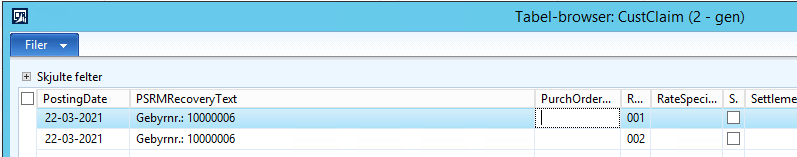 Tabel-browser: CustClaim (2 - gen)
Filer
Skjulte felter
PostingDate PSRMRecoveryText PurchOrder... R... RateSpeci... S. Settleme
22-03-2021 Gebyrnr.: 10000006 001
22-03-2021 Gebyrnr.: 10000006 002